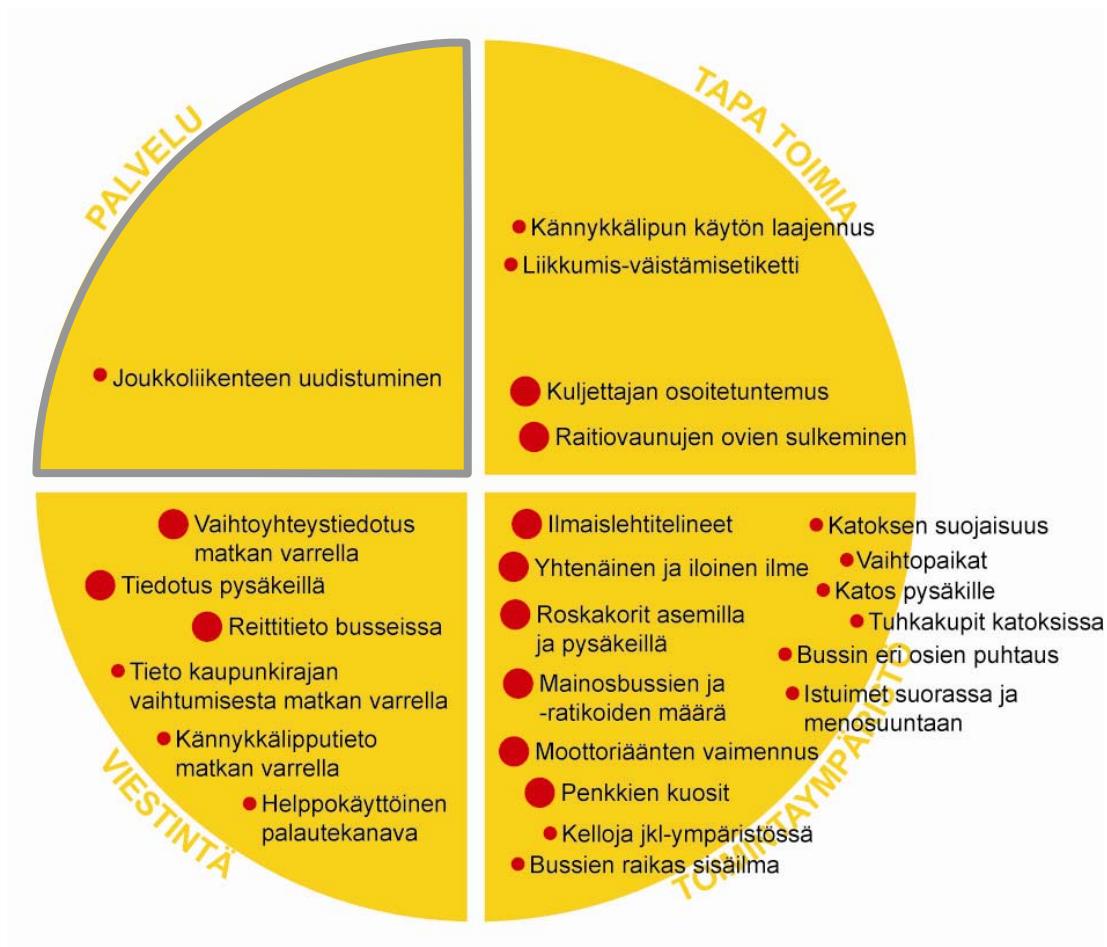 PALVELU
Joukkoliikenteen uudistuminen
TAPA TOIMIA
Kännykkälipun käytön laajennus
Liikkumis-väistämisetiketti
Kuljettajan osoitetuntemus
Raitiovaunujen ovien sulkeminen
Vaihtoyhteystiedotus
matkan varrella
Tiedotus pysäkeillä
Reittitieto busseissa
Tieto kaupunkirajan
vaihtumisesta matkan varrella
Kännykkälipputieto
matkan varrella
Helppokäyttöinen
palautekanava
VIESTINTÄ
Ilmaislehtitelineet
Yhtenäinen ja iloinen ilme
Roskakorit asemilla
ja pysäkeillä
Mainosbussien ja
-ratikoiden määrä
Moottoriäänten vaimennus
Penkkien kuosit
Kelloja jkl-ympäristössä
Bussien raikas sisäilma
Katoksen suojaisuus
Vaihtopaikat
Katos pysäkille
Tuhkakupit katoksissa
Bussin eri osien puhtaus
Istuimet suorassa ja
menosuuntaan
TOIMINTAYMPÄRISTÖ